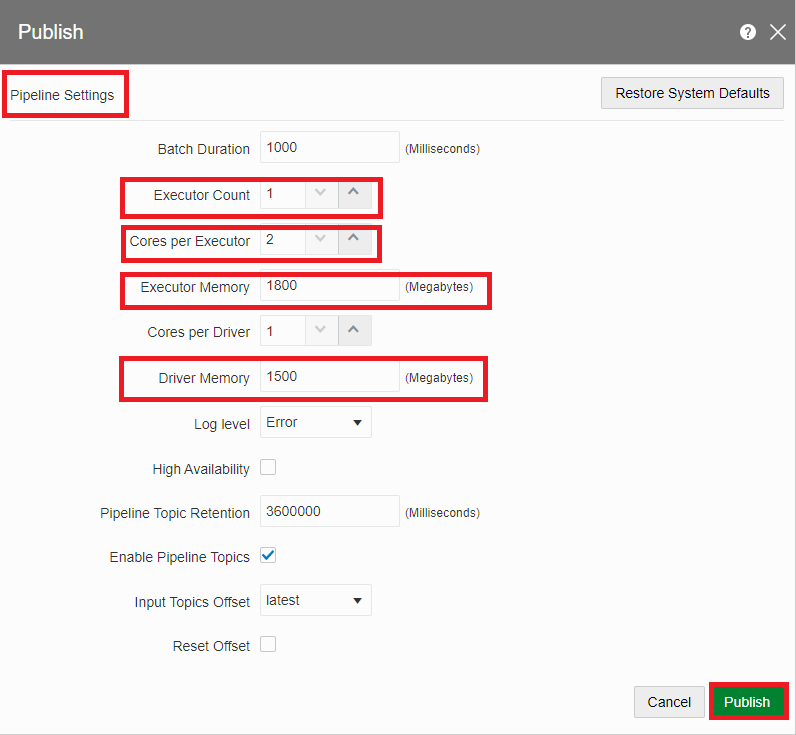 Publish
?
Pipeline Settings
Restore System Defaults
Batch Duration 1000 (Milliseconds)
Executor Count 1
Cores per Executor 2
Executor Memory 1800 (Megabytes)
Cores per Driver 1
Driver Memory 1500 (Megabytes)
Log level Error
High Availability
Pipeline Topic Retention 3600000 (Milliseconds)
Enable Pipeline Topics
Input Topics Offset latest
Reset Offset
Cancel Publish